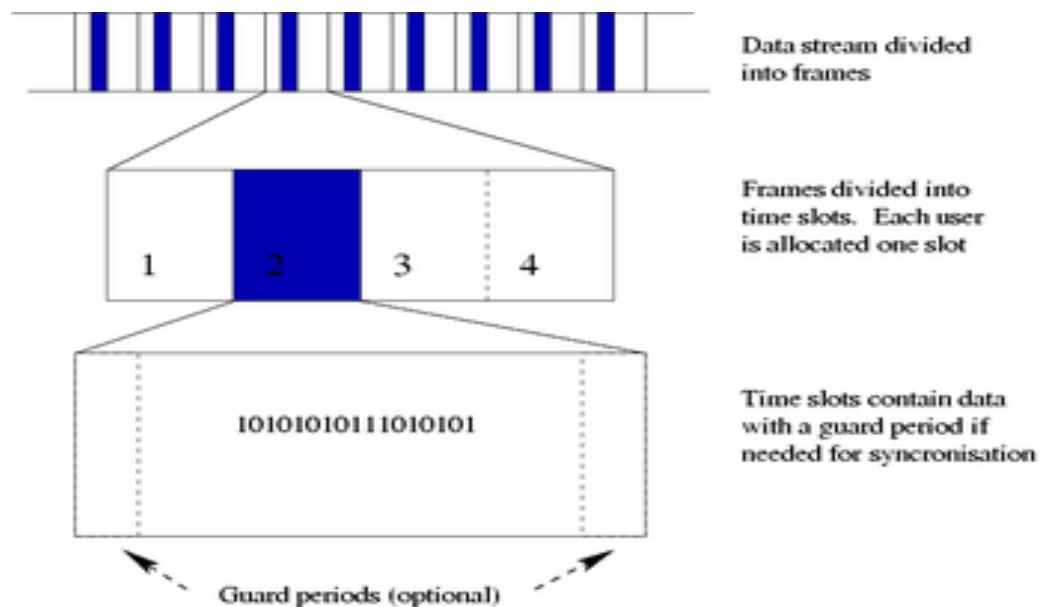 Data stream divided
into frames
Frames divided into
time slots. Each user
is allocated one slot
1
2
3
4
10101010111010101
Time slots contain data
with a guard period if
needed for syncronisation
Guard periods (optional)